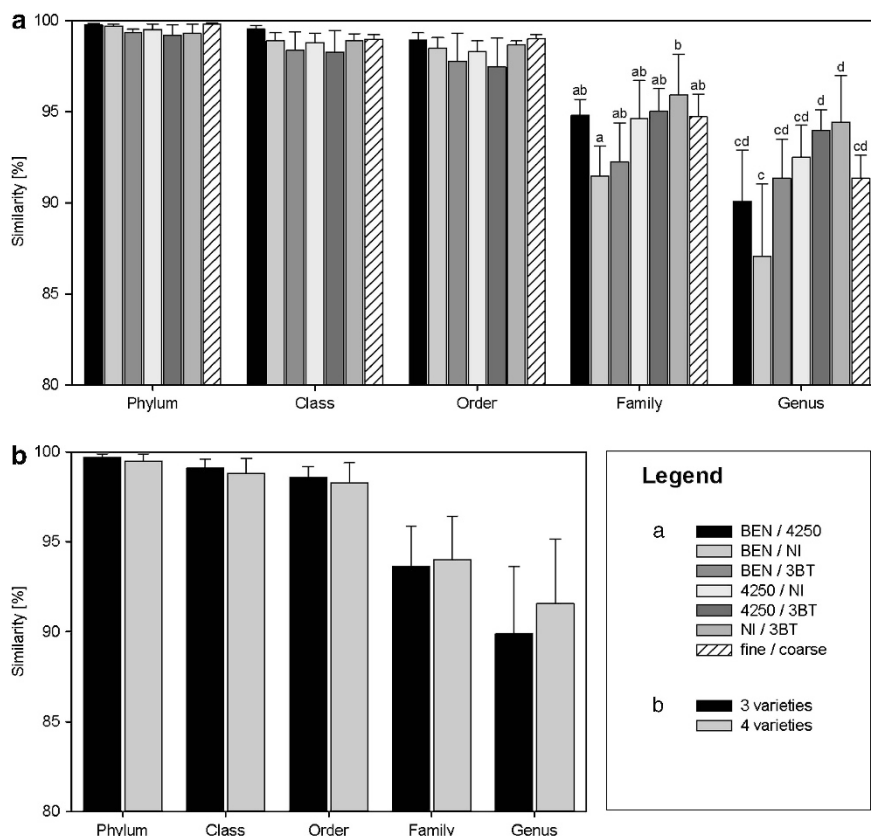 a
100
95
90
85
80
Similarity [%]
ab
a
ab
ab
ab
b
ab
cd
c
cd
cd
d
d
cd
Phylum Class Order Family Genus
b
100
95
90
85
80
Similarity [%]
Phylum Class Order Family Genus
Legend
a
BEN / 4250
BEN / NI
BEN / 3BT
4250 / NI
4250 / 3BT
NI / 3BT
fine / coarse
b
3 varieties
4 varieties